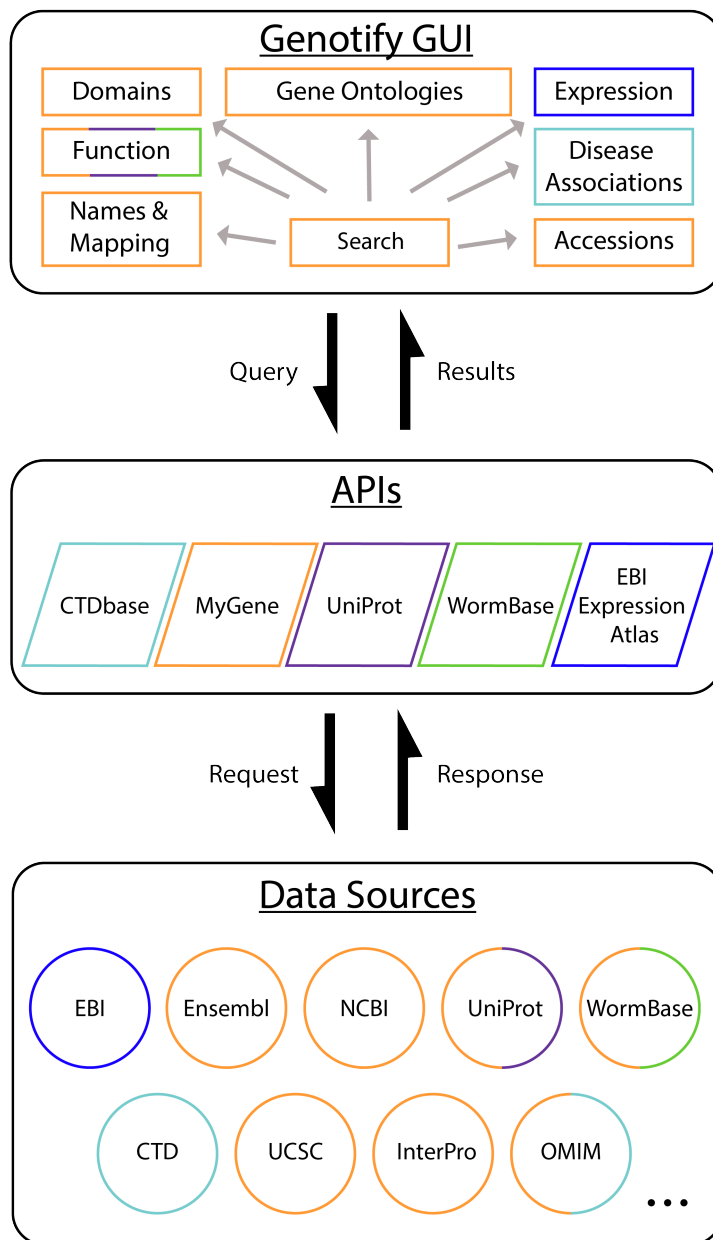 Genotify GUI
Domains
Gene Ontologies
Expression
Function
Disease
Associations
Names &
Mapping
Search
Accessions
Query
Results
APIs
CTDbase
MyGene
UniProt
WormBase
EBI
Expression
Atlas
Request
Response
Data Sources
EBI
Ensembl
NCBI
UniProt
WormBase
CTD
UCSC
InterPro
OMIM
...